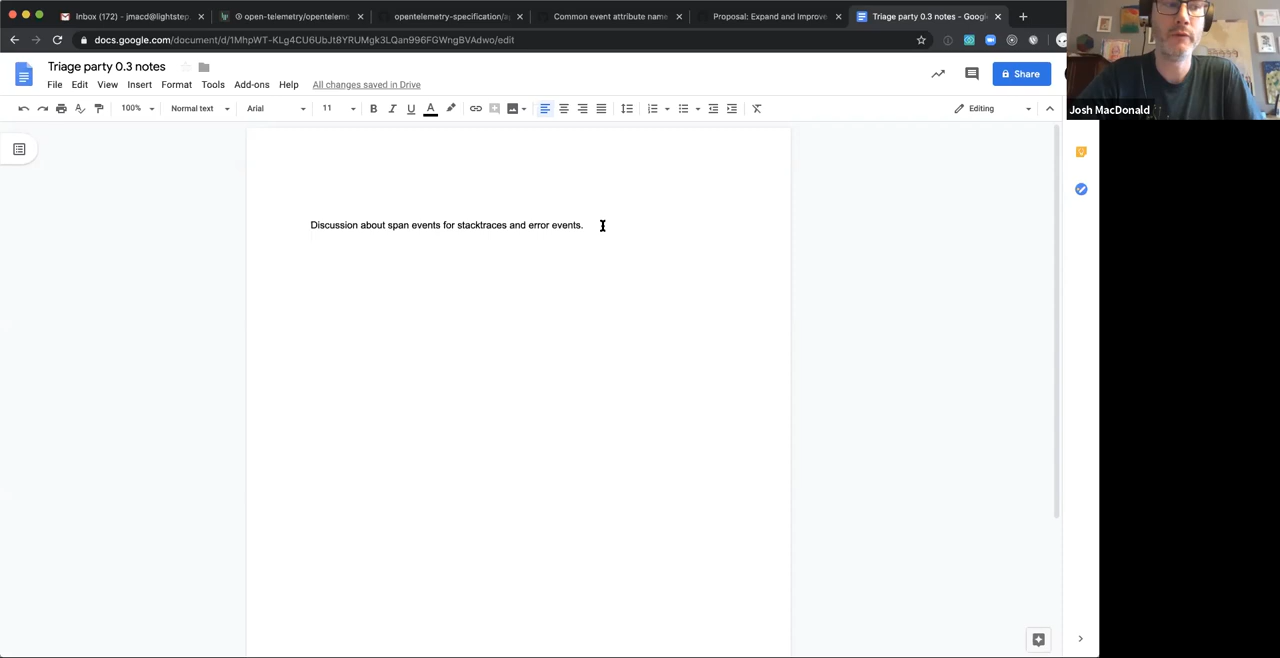 Inbox (172) - jmacd@lightstep.
open-telemetry/opentelemo
opentelemetry-specification/a
Common event attribute name
Proposal: Expand and Improve
Triage party 0.3 notes - Goog
docs.google.com/document/d/1MhpWT-KLg4CU6UbJt8YRUMgk3LQan996FGWngBVAdwo/edit
Triage party 0.3 notes
File Edit View Insert Format Tools Add-ons Help All changes saved in Drive
Share
100% Normal text Arial 11 B I U A Editing
Josh MacDonald
Discussion about span events for stacktraces and error events.